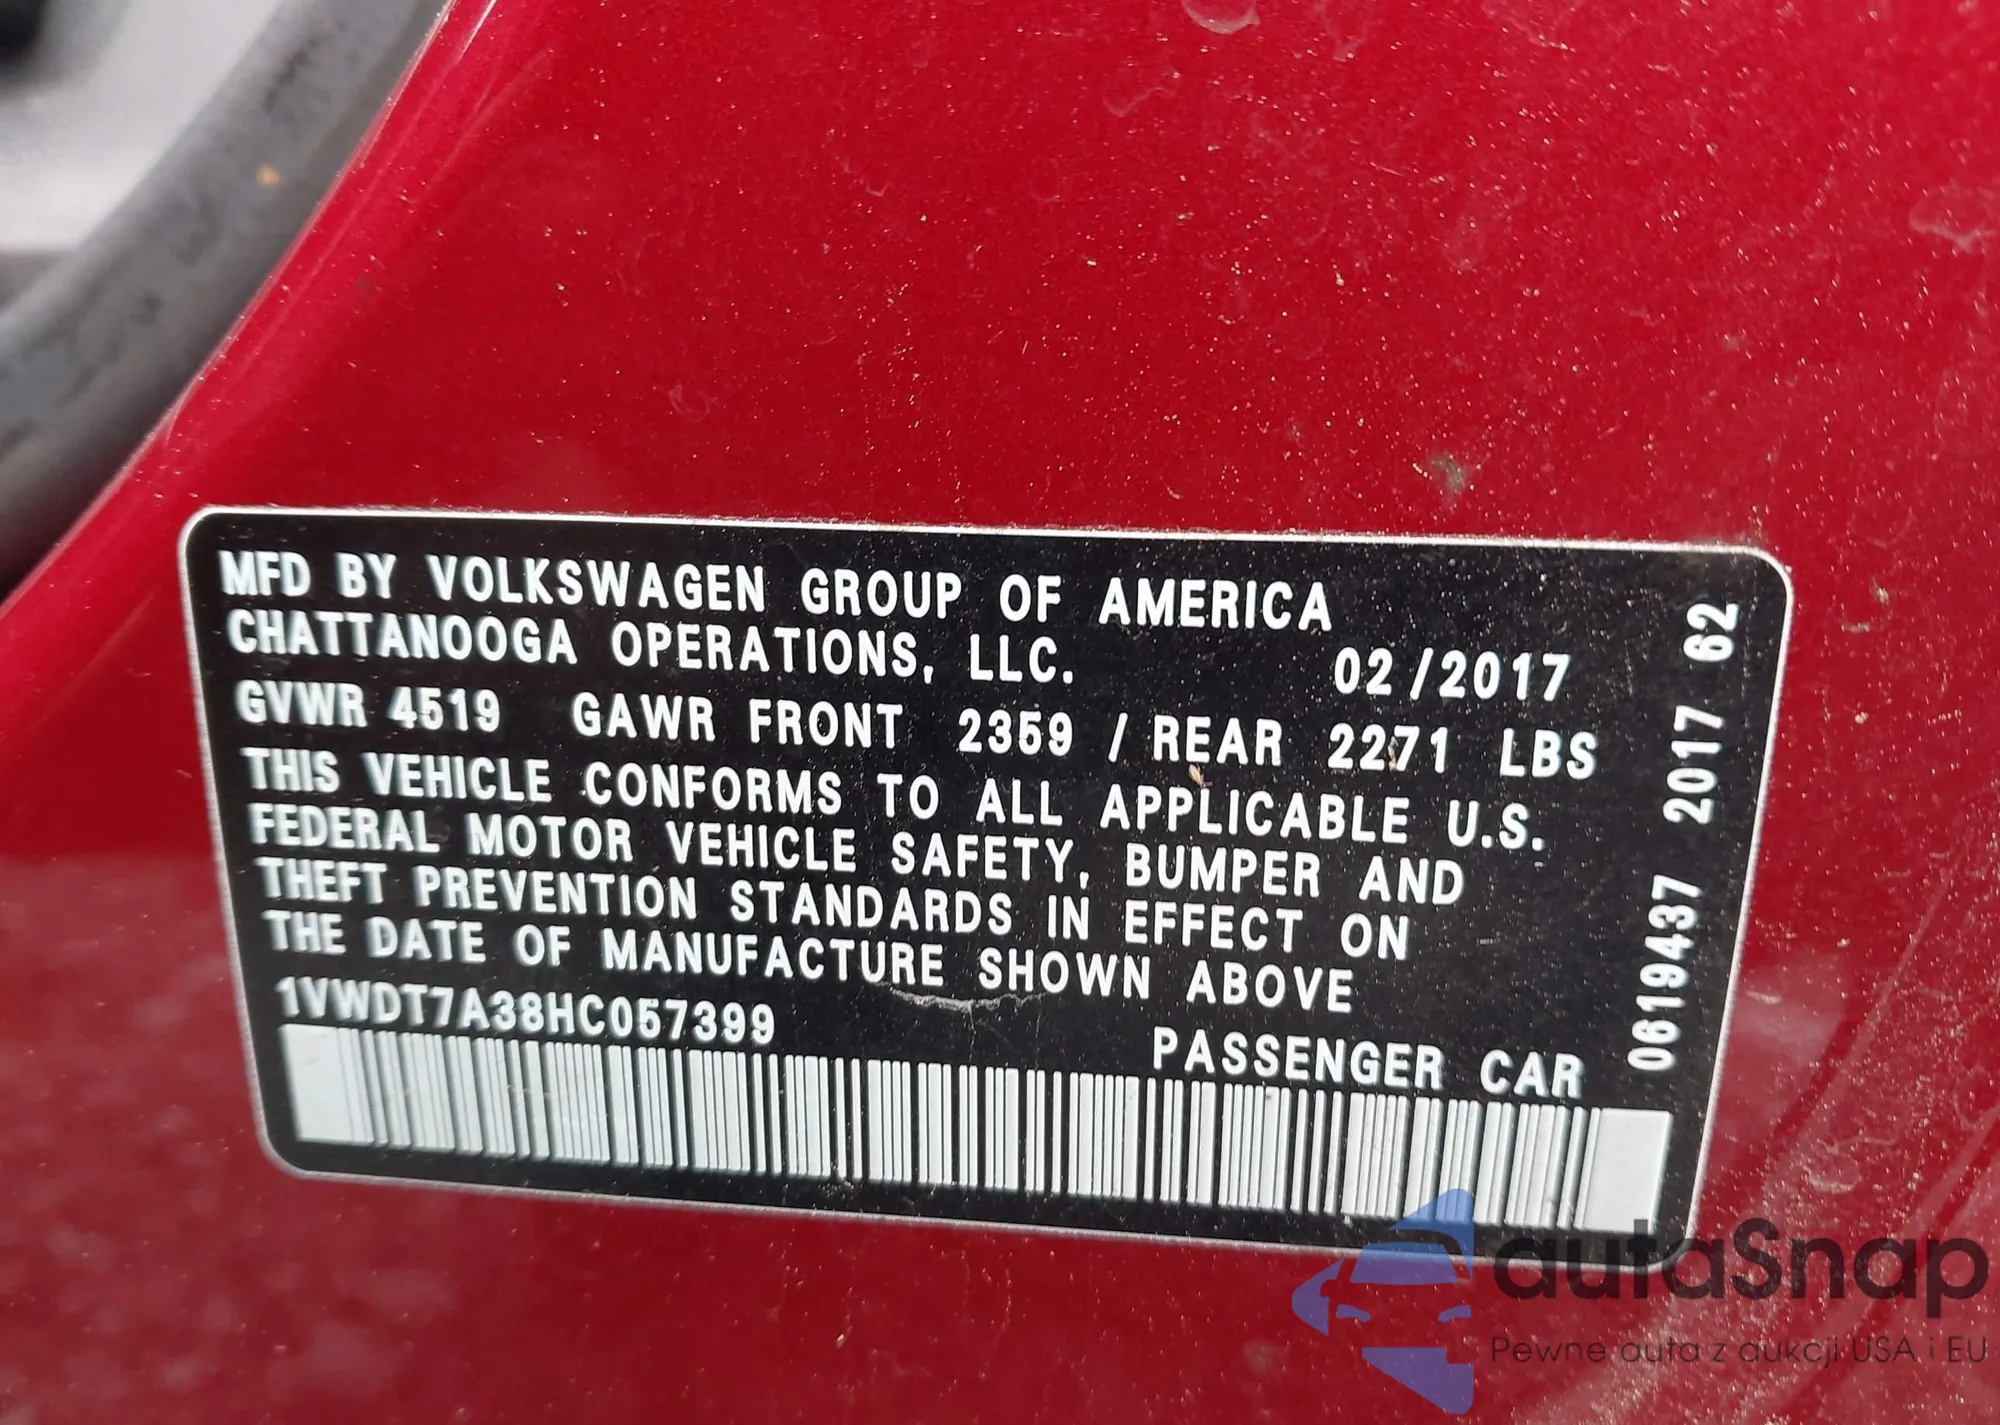 MFD BY VOLKSWAGEN GROUP OF AMERICA
CHATTANOOGA OPERATIONS, LLC. 02/2017
GVWR 4519 GAWR FRONT 2359 / REAR 2271 LBS
THIS VEHICLE CONFORMS TO ALL APPLICABLE U.S.
FEDERAL MOTOR VEHICLE SAFETY, BUMPER AND
THEFT PREVENTION STANDARDS IN EFFECT ON
THE DATE OF MANUFACTURE SHOWN ABOVE
1VWDT7A38HC057399
PASSENGER CAR
0619437 2017 62
autaSnap
Pewne auta z aukcji USA i EU